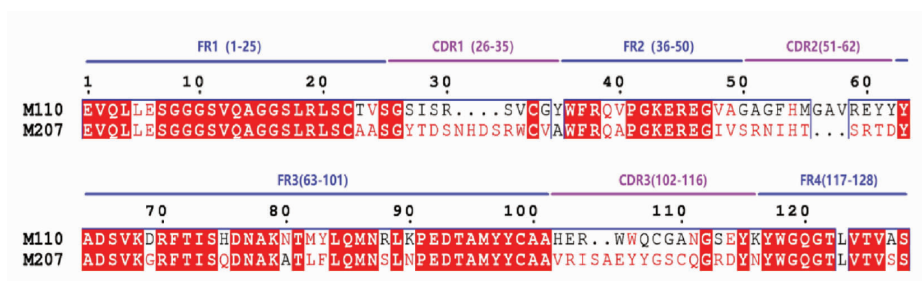 FR1 (1-25) CDR1 (26-35) FR2 (36-50) CDR2(51-62)
1 10 20 30 40 50 60
M110 EVQLLESGGGSVQAGGSLRLSCTVSGSISR....SVCGYWFRQVPGKEREGVAGAGFHMGAVREYYY
M207 EVQLLESGGGSVQAGGSLRLSCAASGYTDSNHDSRWCVAWFRQAPGKEREGIVSRNIHT...SRTDY
FR3(63-101) CDR3(102-116) FR4(117-128)
70 80 90 100 110 120
M110 ADSVKDRFTISHDNAKNTMYLQMNRLKPEDTAMYYCAAHER..WWQCGANGSEYKYWGQGTLVTVAS
M207 ADSVKGRFTISQDNAKATLFLQMNSLNPEDTAMYYCAAVRISAEYYGSCQGRDYNYWGQGTLVTVSS